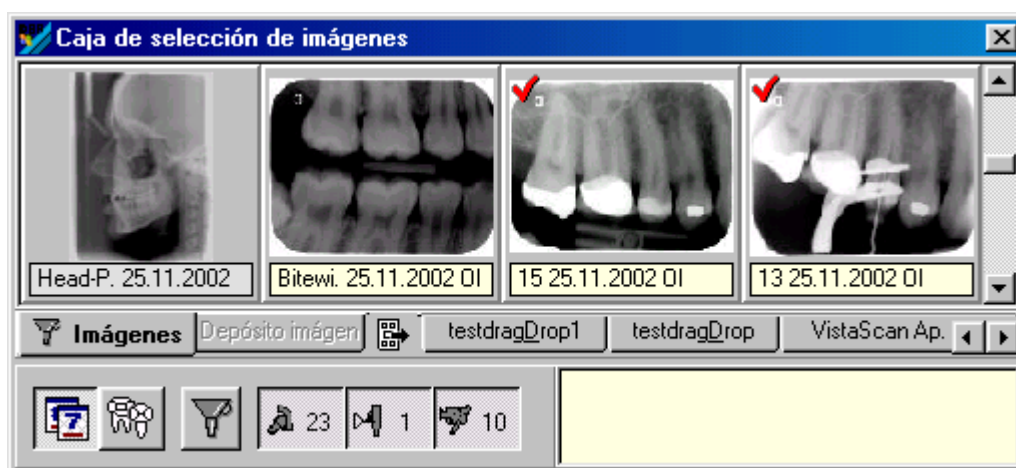 Caja de selección de imágenes
Head-P. 25.11.2002
Bitewi. 25.11.2002 OI
15 25.11.2002 OI
13 25.11.2002 OI
Imágenes
Depósito imágen
testdragDrop1
testdragDrop
VistaScan Ap.
7
23
1
10